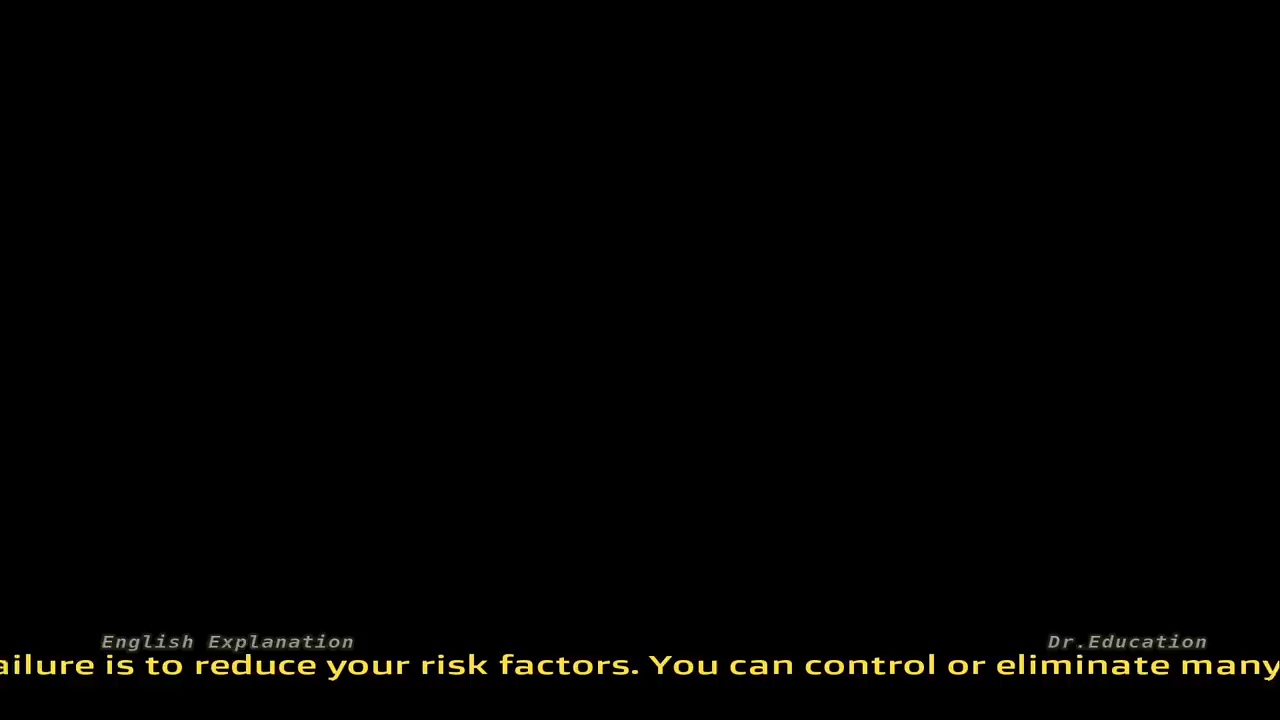 English Explanation
Dr.Education
ailure is to reduce your risk factors. You can control or eliminate many